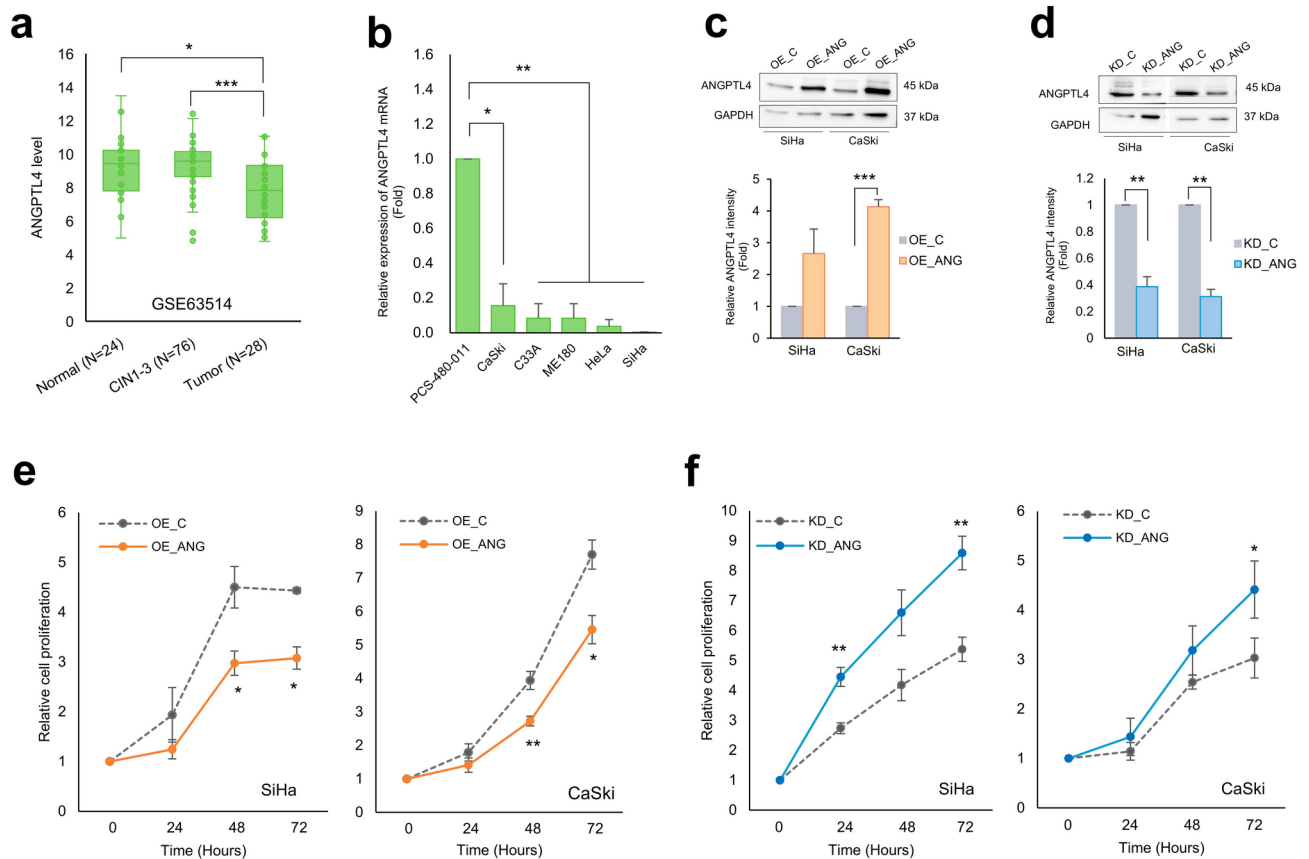 a
*
***
ANGPTL4 level
16
14
12
10
8
6
4
2
0
GSE63514
Normal (N=24)
CIN1-3 (N=76)
Tumor (N=28)
b
**
*
Relative expression of ANGPTL4 mRNA
(Fold)
1.6
1.4
1.2
1.0
0.8
0.6
0.4
0.2
0.0
PCS-480-011
CaSki
C33A
ME180
HeLa
SiHa
c
OE_C
OE_ANG
OE_C
OE_ANG
ANGPTL4
45 kDa
GAPDH
37 kDa
SiHa
CaSki
***
Relative ANGPTL4 intensity
(Fold)
5
4
2
1
0
OE_C
OE_ANG
SiHa
CaSki
d
KD_C
KD_ANG
KD_C
KD_ANG
ANGPTL4
45 kDa
GAPDH
37 kDa
SiHa
CaSki
**
**
Relative ANGPTL4 intensity
(Fold)
1.2
1
0.8
0.6
0.4
0.2
0
KD_C
KD_ANG
SiHa
CaSki
e
Relative cell proliferation
6
5
4
3
2
1
0
OE_C
OE_ANG
*
*
SiHa
0
24
48
72
Time (Hours)
9
8
7
6
5
4
3
2
1
0
OE_C
OE_ANG
**
*
CaSki
0
24
48
72
Time (Hours)
f
Relative cell proliferation
10
9
8
7
6
5
4
3
2
1
0
KD_C
KD_ANG
**
**
SiHa
0
24
48
72
Time (Hours)
6
5
4
3
2
1
0
KD_C
KD_ANG
*
CaSki
0
24
48
72
Time (Hours)